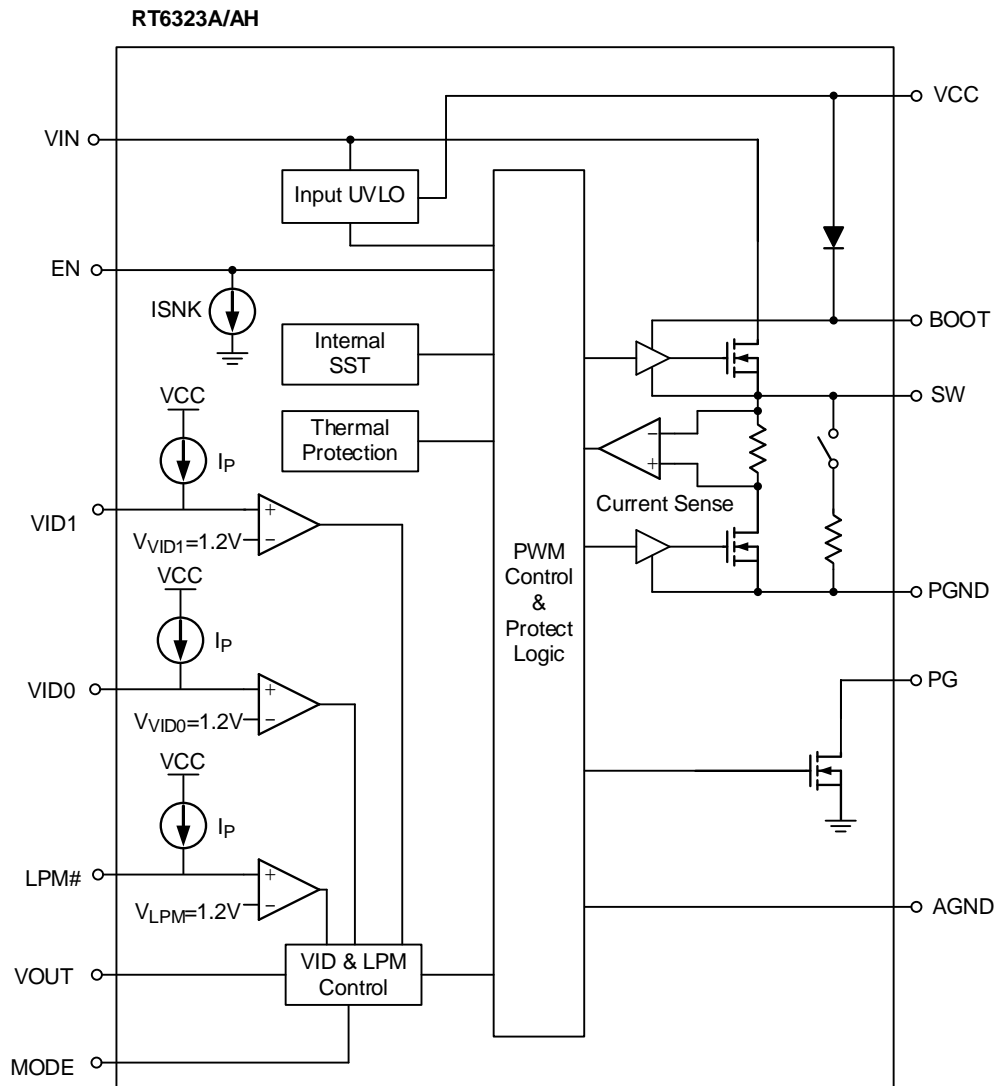 RT6323A/AH
VCC
VIN
Input UVLO
EN
ISNK
BOOT
Internal
SST
SW
VCC
Thermal
Protection
IP
Current Sense
VID1
VVID1=1.2V
PWM
Control
&
Protect
Logic
VCC
PGND
IP
PG
VID0
VVID0=1.2V
VCC
IP
LPM#
VLPM=1.2V
AGND
VID & LPM
Control
VOUT
MODE
+
−
+
−
+
−
−
+